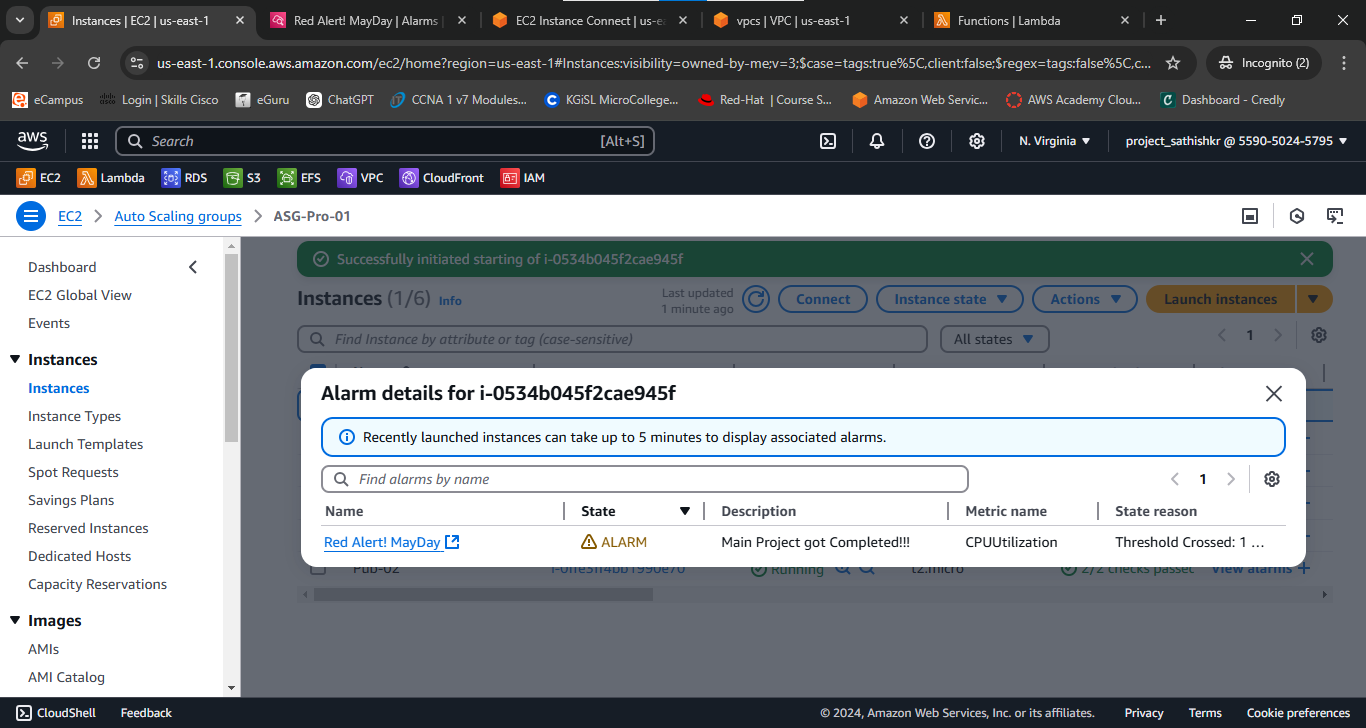 Instances | EC2 | us-east-1
Red Alert! MayDay | Alarms |
EC2 Instance Connect | us-ea
vpcs | VPC | us-east-1
Functions | Lambda
us-east-1.console.aws.amazon.com/ec2/home?region=us-east-1#Instances:visibility=owned-by-me;v=3;$case=tags:true%5C,client:false;$regex=tags:false%5C,c...
Incognito (2)
eCampus
Login | Skills Cisco
eGuru
ChatGPT
CCNA 1 v7 Modules...
KGiSL MicroCollege...
Red-Hat | Course S...
Amazon Web Servic...
AWS Academy Clou...
Dashboard - Credly
aws
Search
[Alt+S]
N. Virginia
project_sathishkr @ 5590-5024-5795
EC2
Lambda
RDS
S3
EFS
VPC
CloudFront
IAM
EC2
Auto Scaling groups
ASG-Pro-01
Dashboard
EC2 Global View
Events
Instances
Instances
Instance Types
Launch Templates
Spot Requests
Savings Plans
Reserved Instances
Dedicated Hosts
Capacity Reservations
Images
AMIs
AMI Catalog
Successfully initiated starting of i-0534b045f2cae945f
Instances (1/6) Info
Last updated
1 minute ago
Connect
Instance state
Actions
Launch instances
Find Instance by attribute or tag (case-sensitive)
All states
1
Alarm details for i-0534b045f2cae945f
Recently launched instances can take up to 5 minutes to display associated alarms.
Find alarms by name
1
Name
State
Description
Metric name
State reason
Red Alert! MayDay
ALARM
Main Project got Completed!!!
CPUUtilization
Threshold Crossed: 1 ...
Pub-02
Running
t2.micro
2/2 checks passec
View alarms
CloudShell
Feedback
© 2024, Amazon Web Services, Inc. or its affiliates.
Privacy
Terms
Cookie preferences